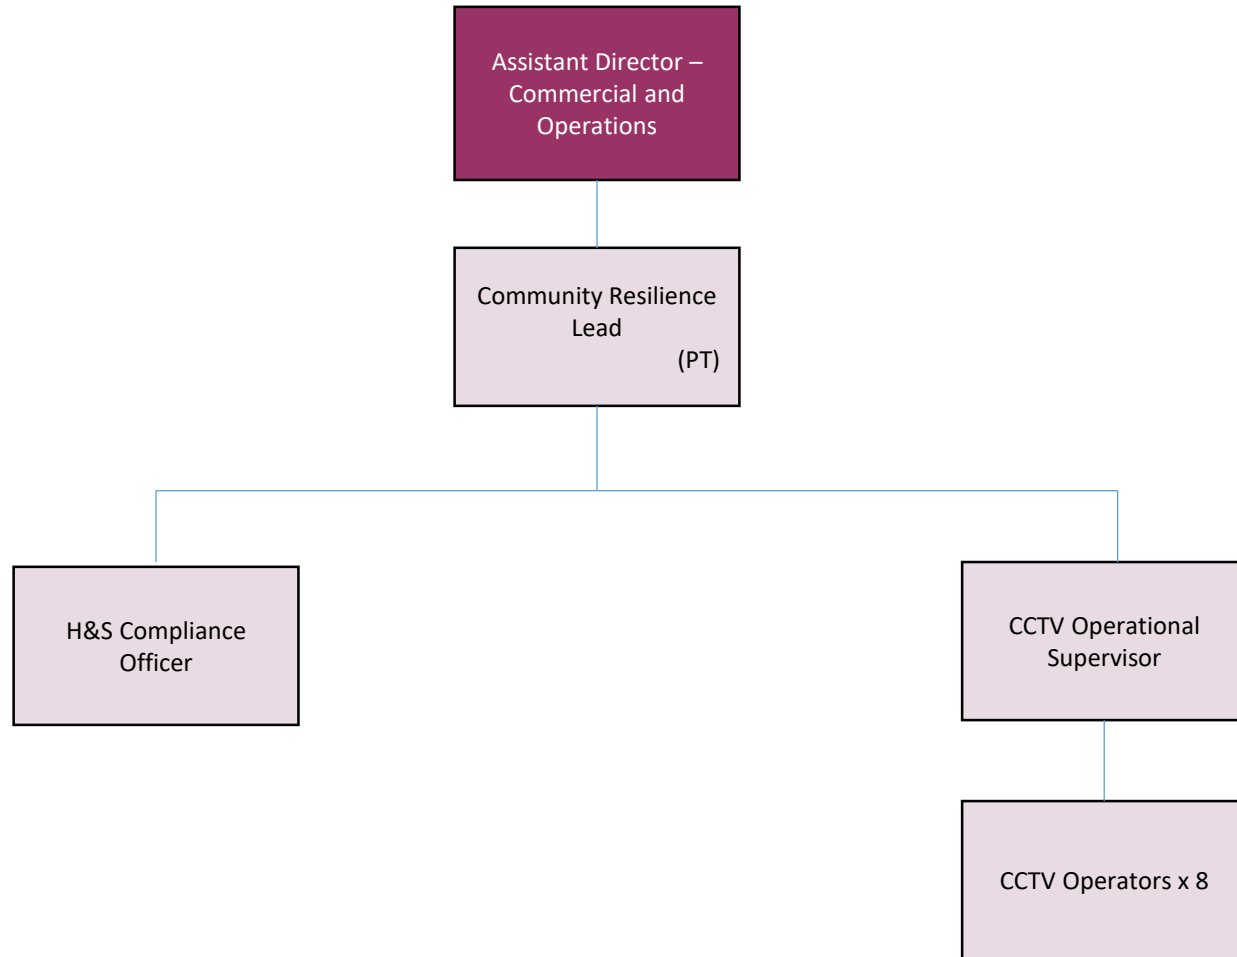 Assistant Director –
Commercial and
Operations
Community Resilience
Lead
(PT)
H&S Compliance
Officer
CCTV Operational
Supervisor
CCTV Operators x 8